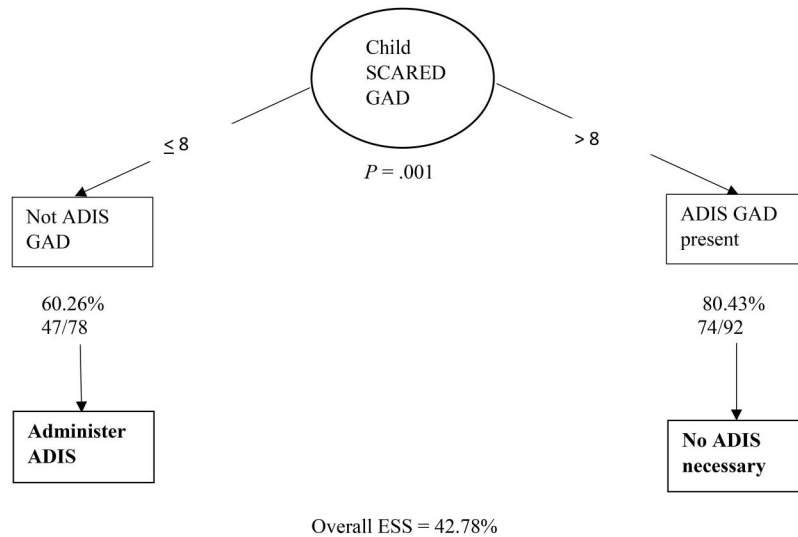 Child
SCARED
GAD
≤ 8
> 8
P = .001
Not ADIS
GAD
ADIS GAD
present
60.26%
47/78
80.43%
74/92
Administer
ADIS
No ADIS
necessary
Overall ESS = 42.78%